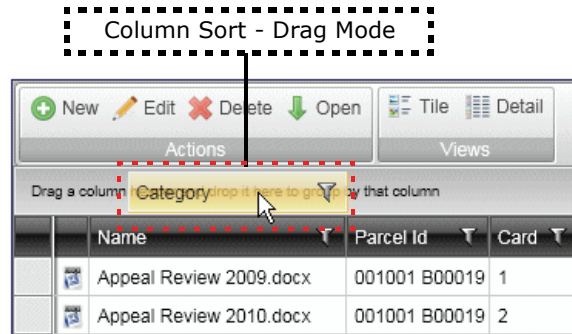 Column Sort - Drag Mode
New Edit Delete Open Tile Detail
Actions Views
Drag a column drop it here to group by that column
Category
Name Parcel Id Card
Appeal Review 2009.docx 001001 B00019 1
Appeal Review 2010.docx 001001 B00019 2